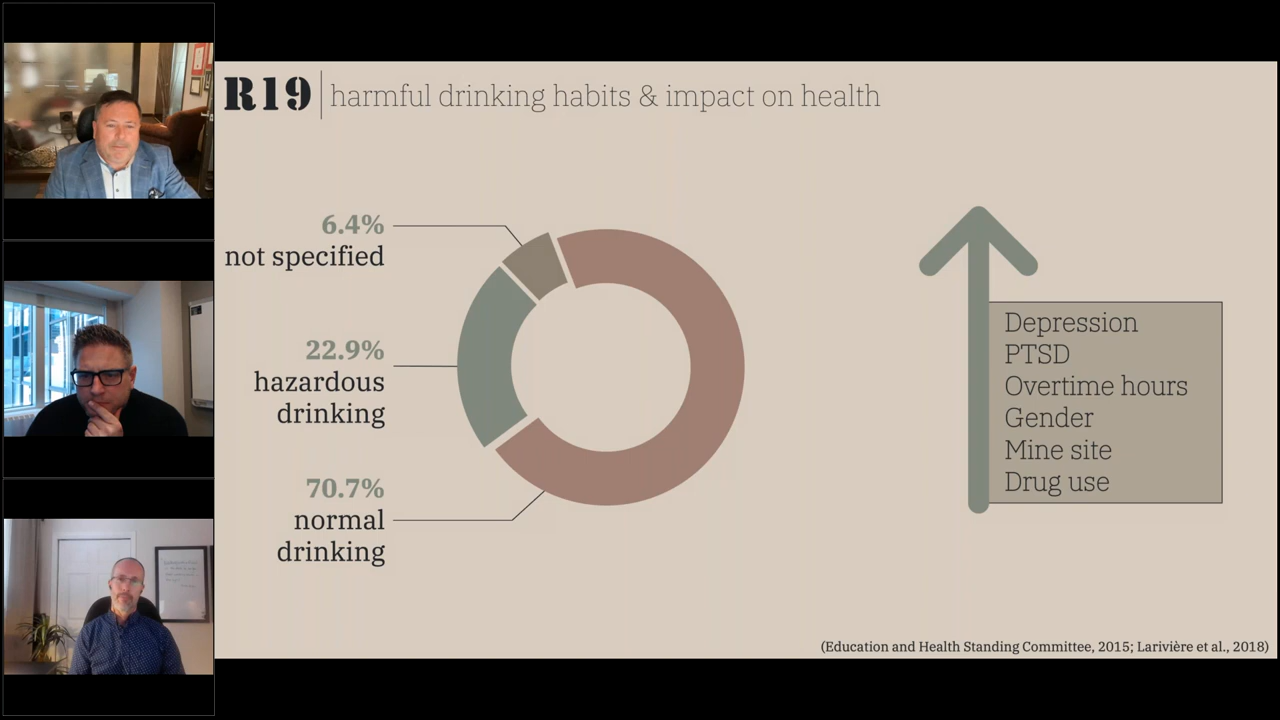 R19 harmful drinking habits & impact on health
6.4%
not specified
22.9%
hazardous
drinking
70.7%
normal
drinking
Depression
PTSD
Overtime hours
Gender
Mine site
Drug use
(Education and Health Standing Committee, 2015; Larivière et al., 2018)